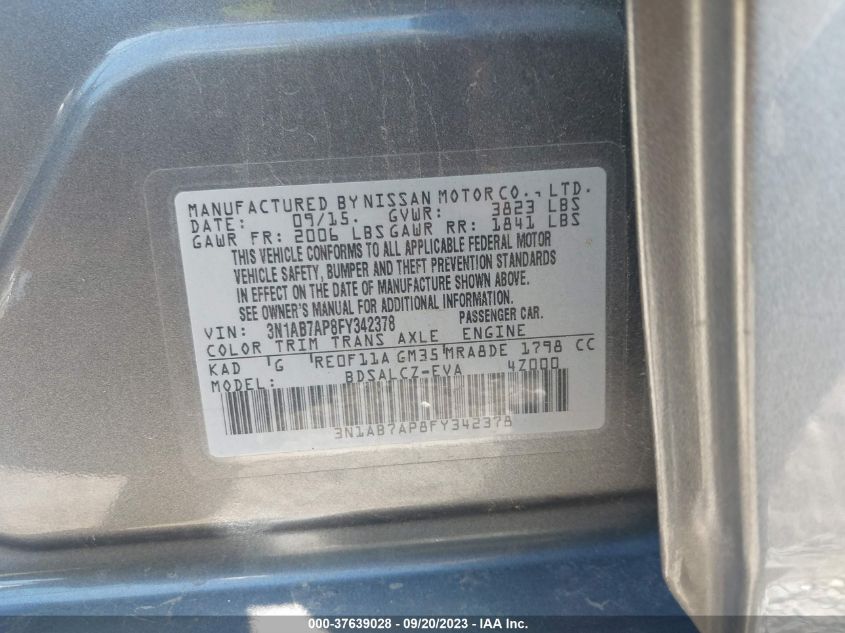 MANUFACTURED BY NISSAN MOTOR CO., LTD.
DATE: 09/15. GVWR: 3823 LBS
GAWR FR: 2006 LBS GAWR RR: 1841 LBS
THIS VEHICLE CONFORMS TO ALL APPLICABLE FEDERAL MOTOR
VEHICLE SAFETY, BUMPER AND THEFT PREVENTION STANDARDS
IN EFFECT ON THE DATE OF MANUFACTURE SHOWN ABOVE.
SEE OWNER'S MANUAL FOR ADDITIONAL INFORMATION.
VIN: 3N1AB7AP8FY342378 PASSENGER CAR.
COLOR TRIM TRANS AXLE ENGINE
KAD G RE0F11A GM35 MRA8DE 1798 CC
MODEL: BDSALCZ-EVA 4Z000
3N1AB7AP8FY342378
000-37639028 - 09/20/2023 - IAA Inc.